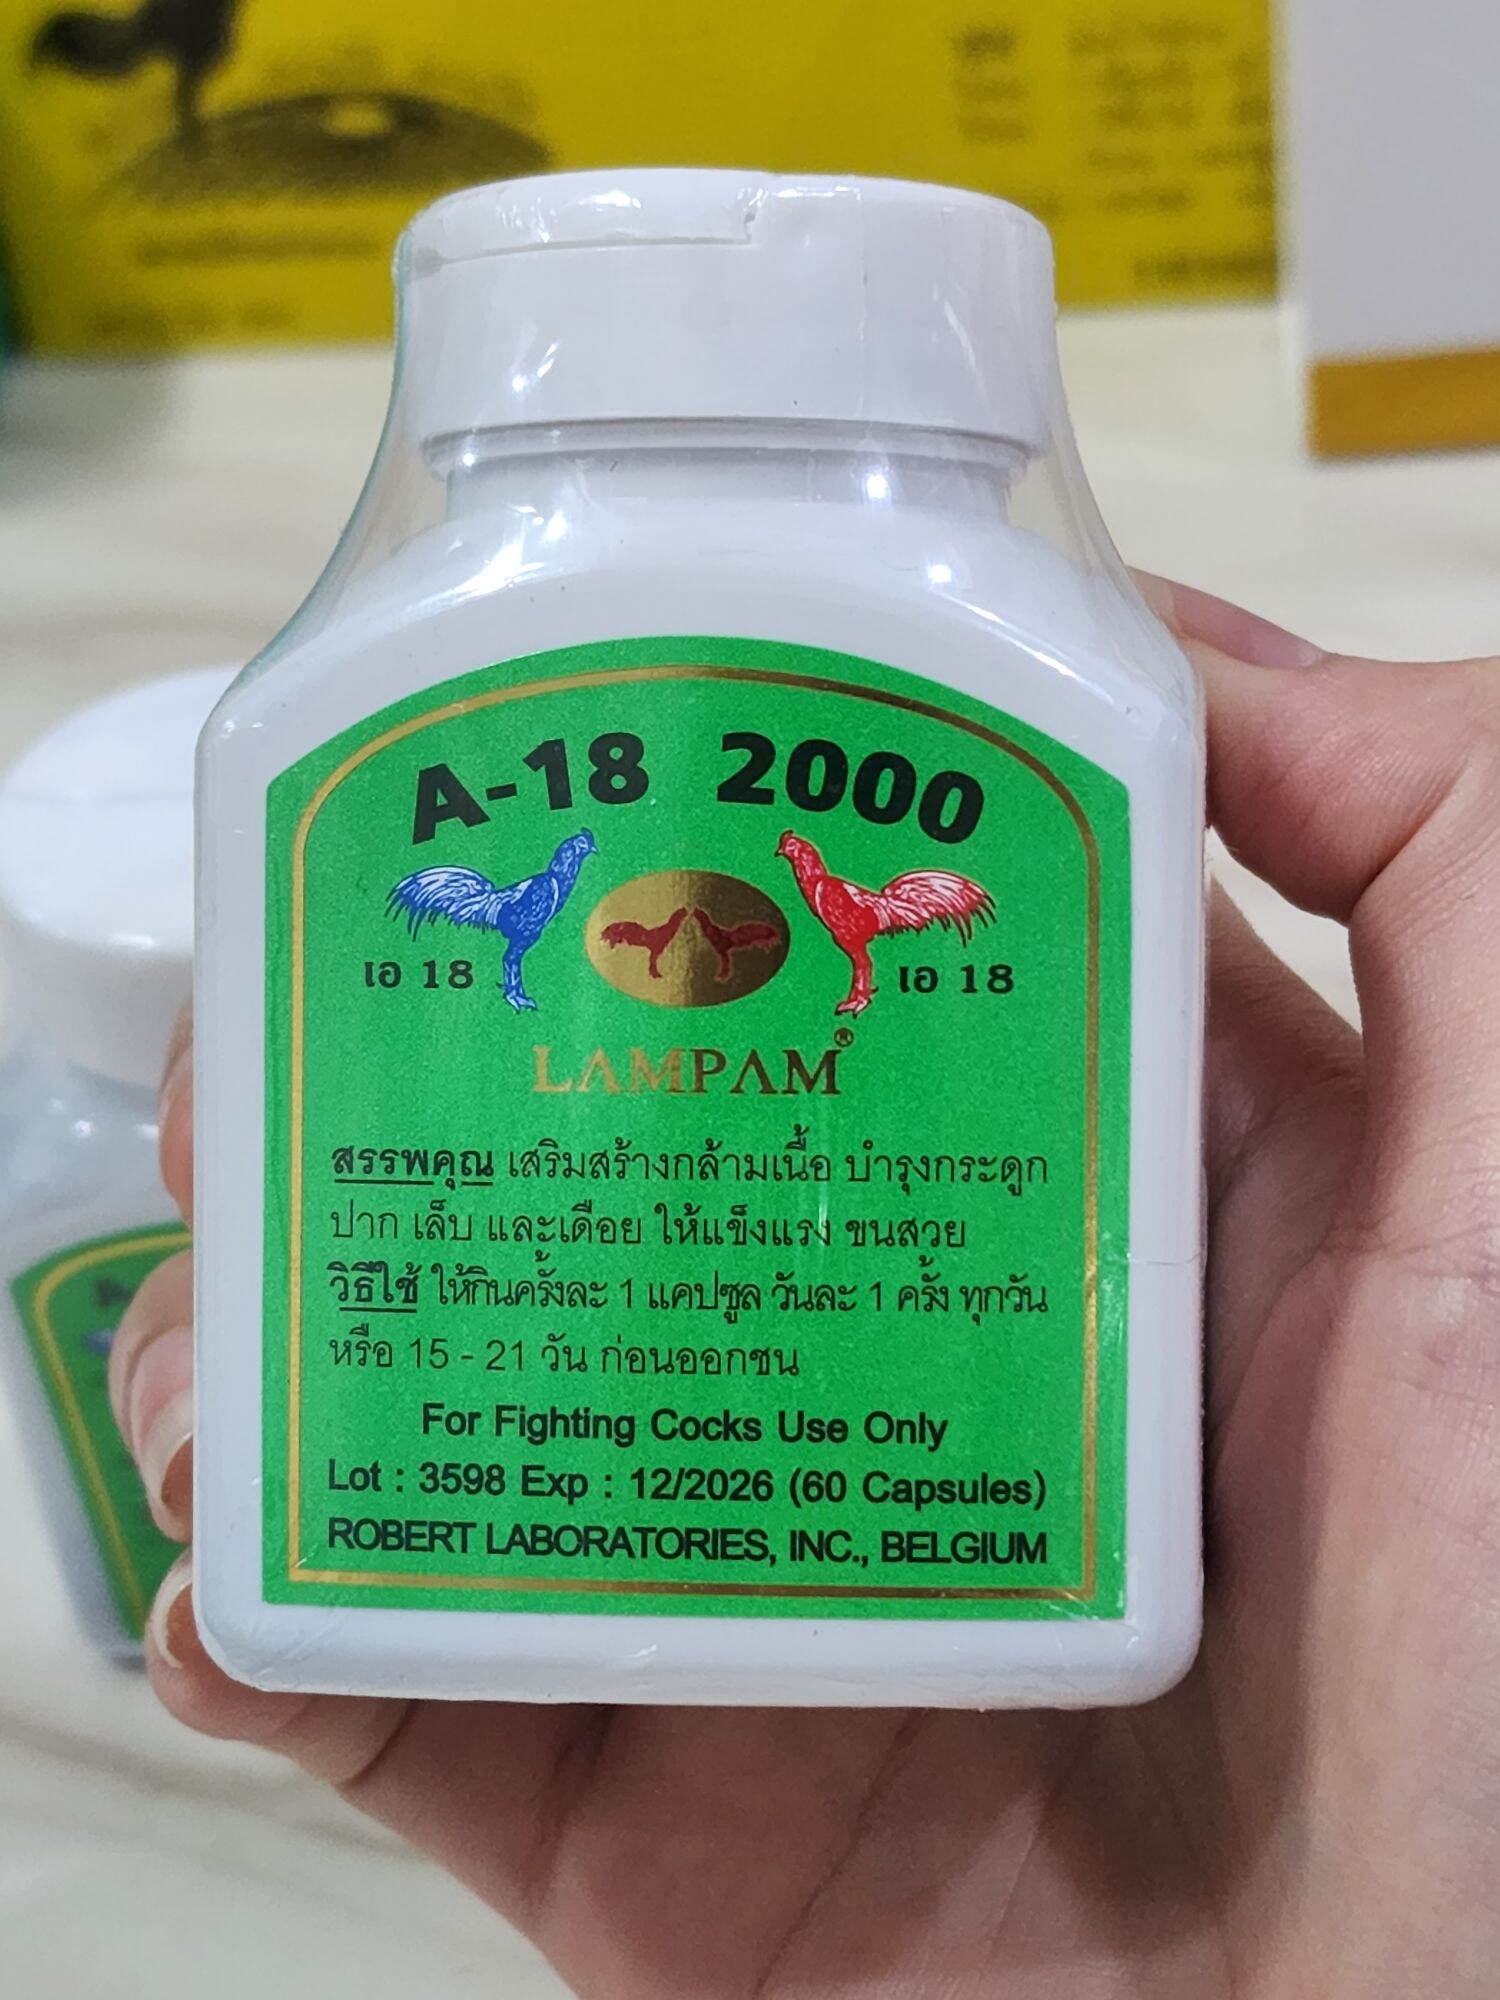 A-18 2000
เอ 18
เอ 18
LAMPAM®
สรรพคุณ เสริมสร้างกล้ามเนื้อ บำรุงกระดูก
ปาก เล็บ และเดือย ให้แข็งแรง ขนสวย
วิธีใช้ ให้กินครั้งละ 1 แคปซูล วันละ 1 ครั้ง ทุกวัน
หรือ 15 - 21 วัน ก่อนออกชน
For Fighting Cocks Use Only
Lot : 3598 Exp : 12/2026 (60 Capsules)
ROBERT LABORATORIES, INC., BELGIUM